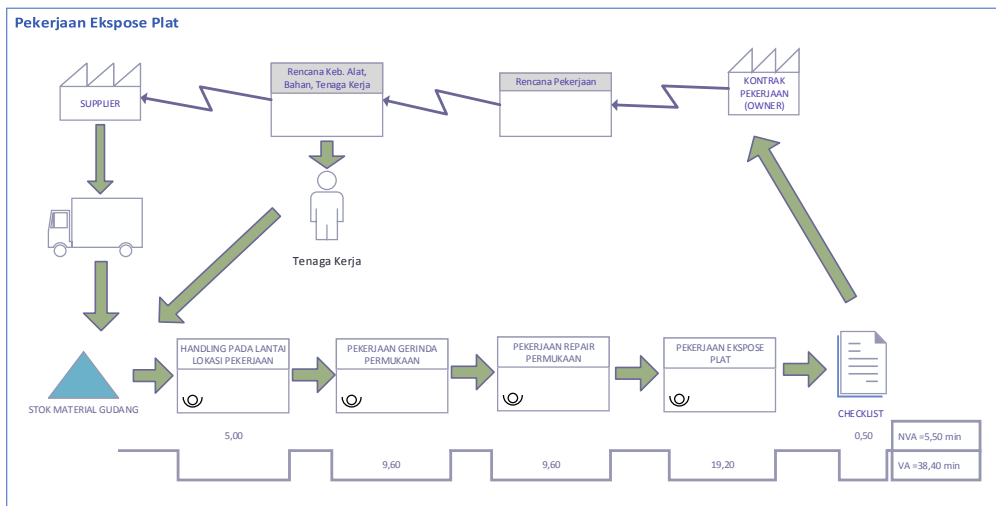 Pekerjaan Ekspose Plat
SUPPLIER
Rencana Keb. Alat,
Bahan, Tenaga Kerja
Rencana Pekerjaan
KONTRAK
PEKERJAAN
(OWNER)
Tenaga Kerja
STOK MATERIAL GUDANG
HANDLING PADA LANTAI
LOKASI PEKERJAAN
PEKERJAAN GERINDA
PERMUKAAN
PEKERJAAN REPAIR
PERMUKAAN
PEKERJAAN EKSPOSE
PLAT
CHECKLIST
5,00
9,60
9,60
19,20
0,50
NVA =5,50 min
VA =38,40 min